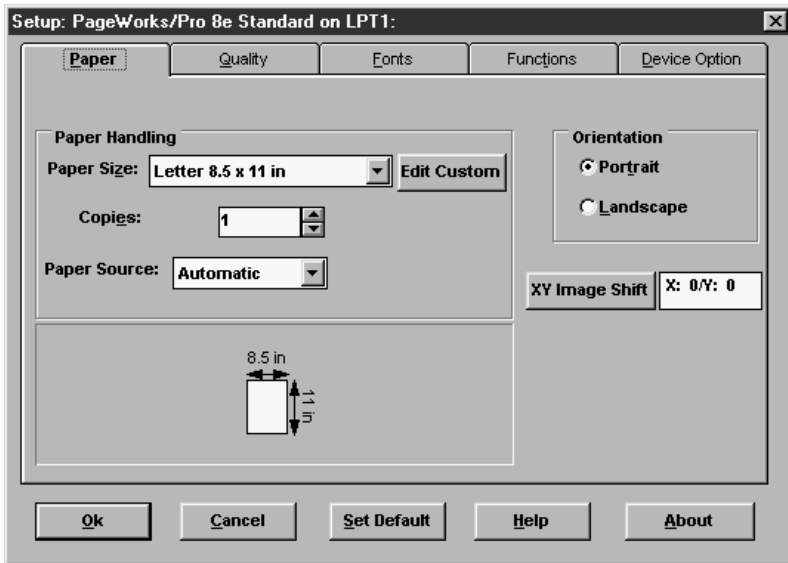 Setup: PageWorks/Pro 8e Standard on LPT1:
Paper Quality Fonts Functions Device Option
Paper Handling
Paper Size: Letter 8.5 x 11 in Edit Custom
Copies: 1
Paper Source: Automatic
Orientation
Portrait
Landscape
XY Image Shift X: 0/Y: 0
8.5 in
11 in
Ok Cancel Set Default Help About